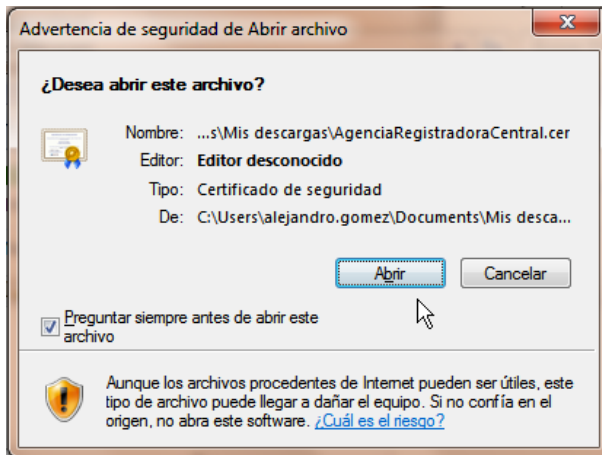 Advertencia de seguridad de Abrir archivo
¿Desea abrir este archivo?
Nombre: ...s\Mis descargas\AgenciaRegistradoraCentral.cer
Editor: Editor desconocido
Tipo: Certificado de seguridad
De: C:\Users\alejandro.gomez\Documents\Mis desca...
Abrir Cancelar
Preguntar siempre antes de abrir este
archivo
Aunque los archivos procedentes de Internet pueden ser útiles, este
tipo de archivo puede llegar a dañar el equipo. Si no confía en el
origen, no abra este software. ¿Cuál es el riesgo?